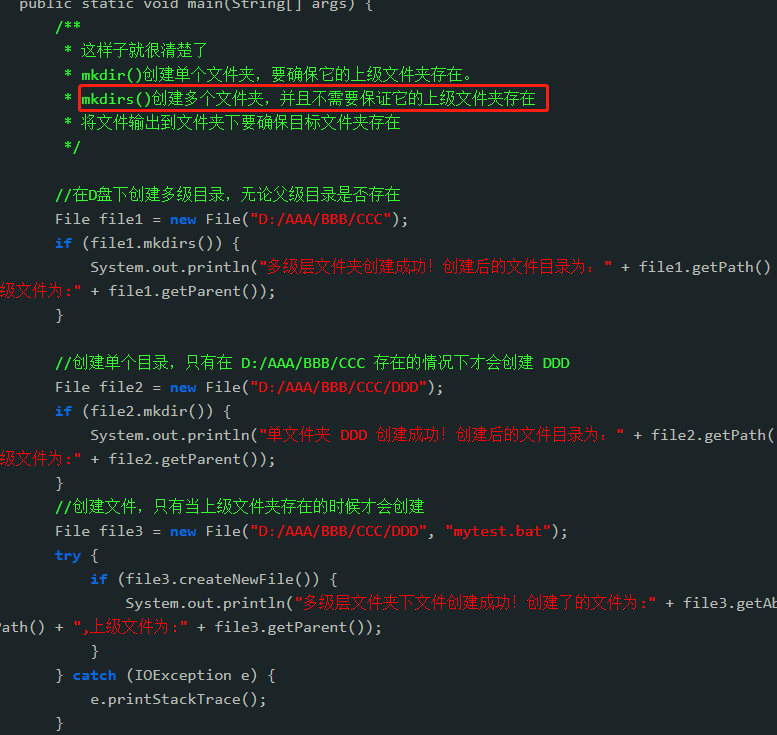 public static void main(String[] args) {
/**
* 这样子就很清楚了
* mkdir()创建单个文件夹，要确保它的上级文件夹存在。
* mkdirs()创建多个文件夹，并且不需要保证它的上级文件夹存在
* 将文件输出到文件夹下要确保目标文件夹存在
*/
//在D盘下创建多级目录，无论父级目录是否存在
File file1 = new File("D:/AAA/BBB/CCC");
if (file1.mkdirs()) {
System.out.println("多级层文件夹创建成功！创建后的文件目录为：" + file1.getPath()
级文件为:" + file1.getParent());
}
//创建单个目录，只有在 D:/AAA/BBB/CCC 存在的情况下才会创建 DDD
File file2 = new File("D:/AAA/BBB/CCC/DDD");
if (file2.mkdir()) {
System.out.println("单文件夹 DDD 创建成功！创建后的文件目录为：" + file2.getPath(
级文件为:" + file2.getParent());
}
//创建文件，只有当上级文件夹存在的时候才会创建
File file3 = new File("D:/AAA/BBB/CCC/DDD", "mytest.bat");
try {
if (file3.createNewFile()) {
System.out.println("多级层文件夹下文件创建成功！创建了的文件为:" + file3.getAb
Path() + ",上级文件为:" + file3.getParent());
}
} catch (IOException e) {
e.printStackTrace();
}